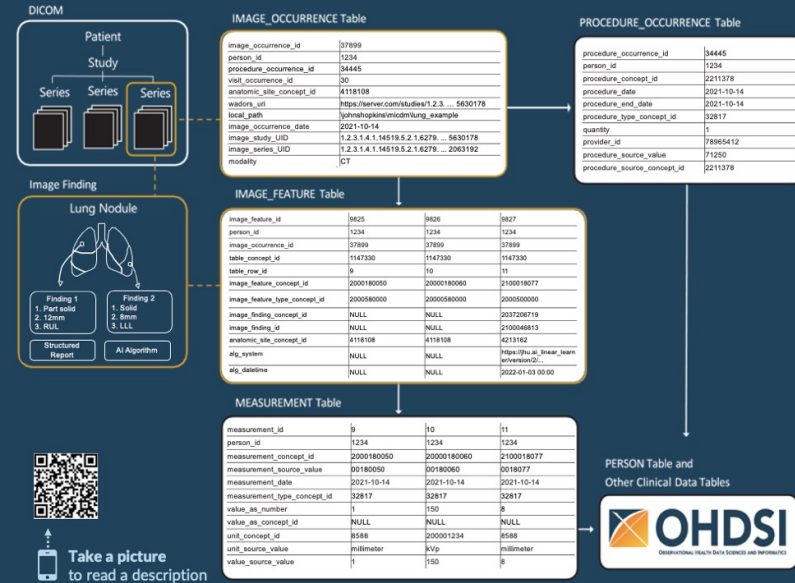 DICOM
Patient
Study
Series Series Series
Image Finding
Lung Nodule
Finding 1
1. Part solid
2. 12mm
3. RUL
Finding 2
1. Solid
2. 8mm
3. LLL
Structured
Report
AI Algorithm
IMAGE_OCCURRENCE Table
image_occurrence_id 37899
person_id 1234
procedure_occurrence_id 34445
visit_occurrence_id 30
anatomic_site_concept_id 4118108
wadors_uri https://server.com/studies/1.2.3. ... 5630178
local_path \johnshopkins\micdm\lung_example
image_occurrence_date 2021-10-14
image_study_UID 1.2.3.1.4.1.14519.5.2.1.6279. ... 5630178
image_series_UID 1.2.3.1.4.1.14519.5.2.1.6279. ... 2063192
modality CT
PROCEDURE_OCCURRENCE Table
procedure_occurrence_id 34445
person_id 1234
procedure_concept_id 2211378
procedure_date 2021-10-14
procedure_end_date 2021-10-14
procedure_type_concept_id 32817
quantity 1
provider_id 78965412
procedure_source_value 71250
procedure_source_concept_id 2211378
IMAGE_FEATURE Table
image_feature_id 9825 9826 9827
person_id 1234 1234 1234
image_occurrence_id 37899 37899 37899
table_concept_id 1147330 1147330 1147330
table_row_id 9 10 11
image_feature_concept_id 2000180050 20000180060 2100018077
image_feature_type_concept_id 2000580000 20000580000 2000500000
image_finding_concept_id NULL NULL 2037206719
image_finding_id NULL NULL 2100046813
anatomic_site_concept_id 4118108 4118108 4213162
alg_system NULL NULL https://jhu.ai_linear_learn
er/version/2/...
alg_datetime NULL NULL 2022-01-03 00:00
MEASUREMENT Table
measurement_id 9 10 11
person_id 1234 1234 1234
measurement_concept_id 2000180050 20000180060 2100018077
measurement_source_value 00180050 00180060 0018077
measurement_date 2021-10-14 2021-10-14 2021-10-14
measurement_type_concept_id 32817 32817 32817
value_as_number 1 150 8
value_as_concept_id NULL NULL NULL
unit_concept_id 8588 200001234 8588
unit_source_value millimeter kVp millimeter
value_source_value 1 150 8
PERSON Table and
Other Clinical Data Tables
OHDSI
OBSERVATIONAL HEALTH DATA SCIENCES AND INFORMATICS
Take a picture
to read a description